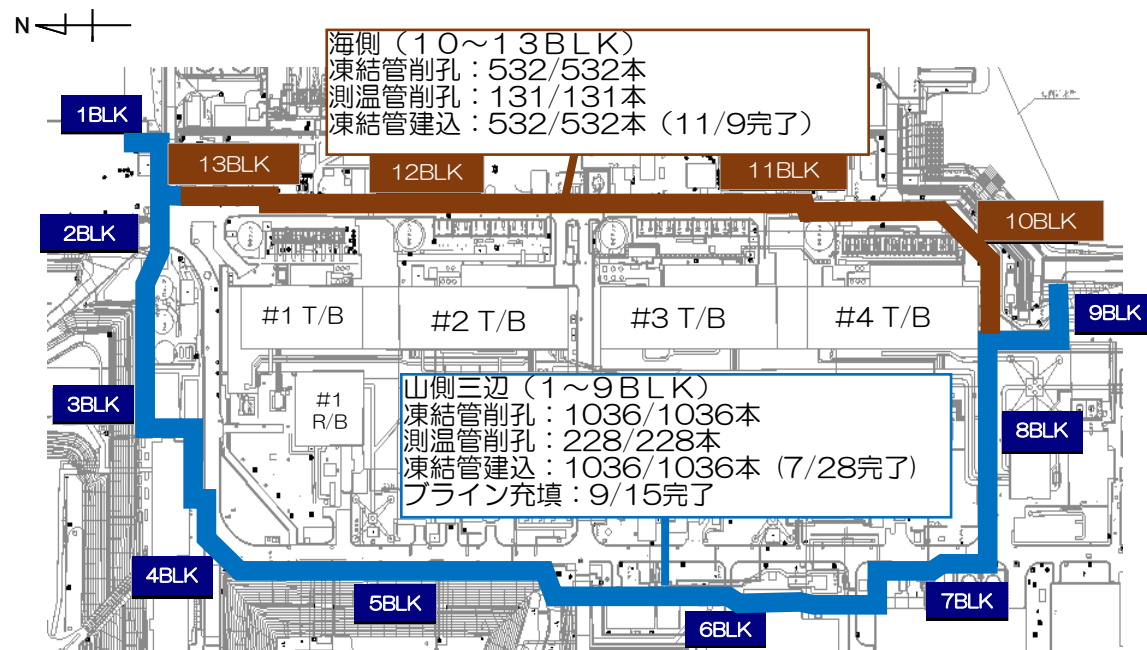 N
海側（１０～１３ＢＬＫ）
凍結管削孔：532/532本
測温管削孔：131/131本
凍結管建込：532/532本（11/9完了）
1BLK
13BLK
12BLK
11BLK
10BLK
2BLK
9BLK
#1 T/B
#2 T/B
#3 T/B
#4 T/B
3BLK
#1
R/B
山側三辺（１～９ＢＬＫ）
凍結管削孔：1036/1036本
測温管削孔：228/228本
凍結管建込：1036/1036本（7/28完了）
ブライン充填：9/15完了
8BLK
4BLK
5BLK
6BLK
7BLK